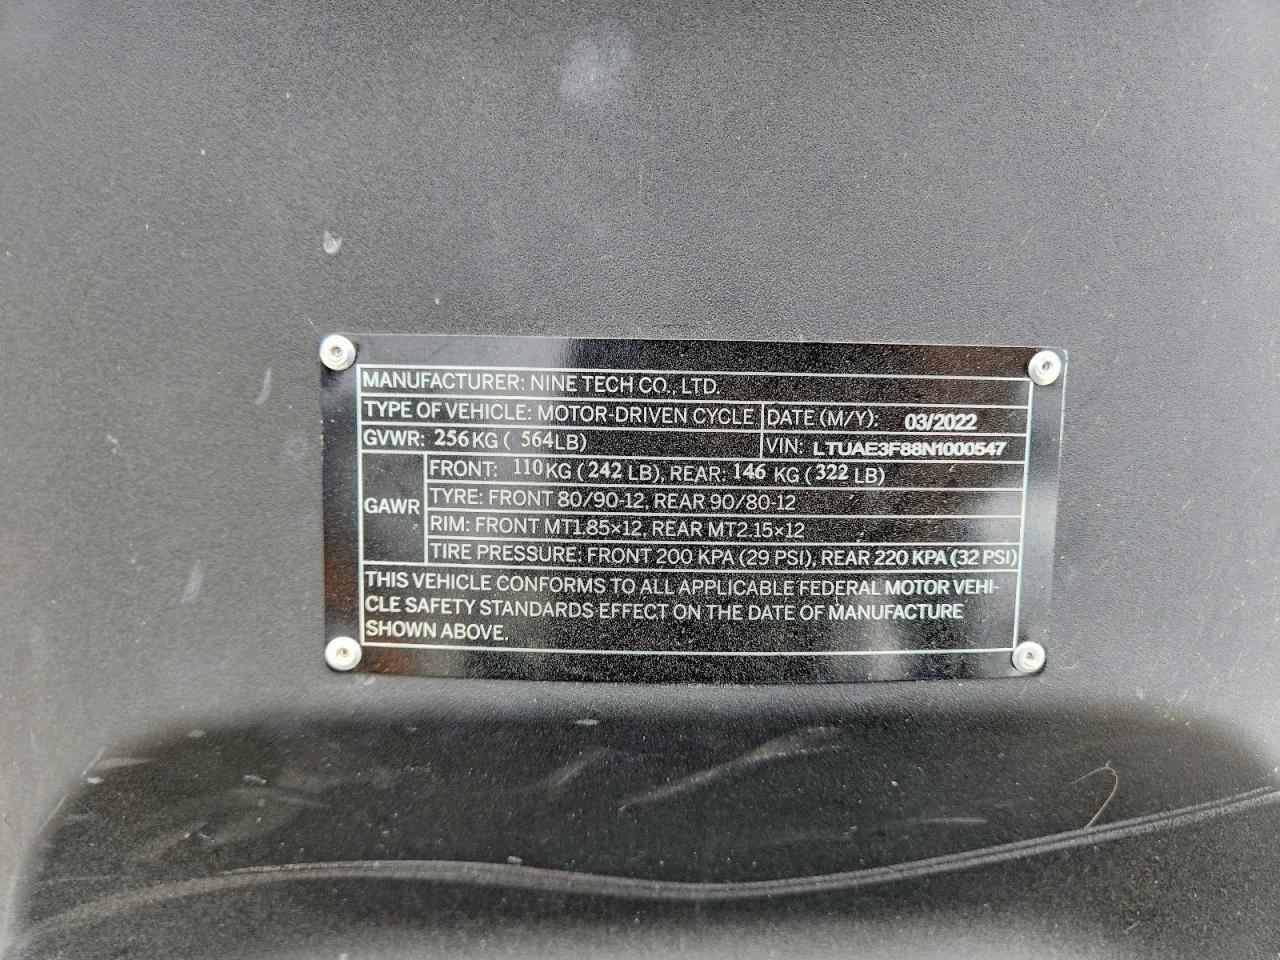 MANUFACTURER: NINE TECH CO., LTD.
TYPE OF VEHICLE: MOTOR-DRIVEN CYCLE DATE (M/Y): 03/2022
GVWR: 256KG ( 564LB) VIN: LTUAE3F88N1000547
FRONT: 110KG (242 LB), REAR: 146 KG (322 LB)
TYRE: FRONT 80/90-12, REAR 90/80-12
GAWR
RIM: FRONT MT1.85×12, REAR MT2.15×12
TIRE PRESSURE: FRONT 200 KPA (29 PSI), REAR 220 KPA (32 PSI)
THIS VEHICLE CONFORMS TO ALL APPLICABLE FEDERAL MOTOR VEHI-
CLE SAFETY STANDARDS EFFECT ON THE DATE OF MANUFACTURE
SHOWN ABOVE.